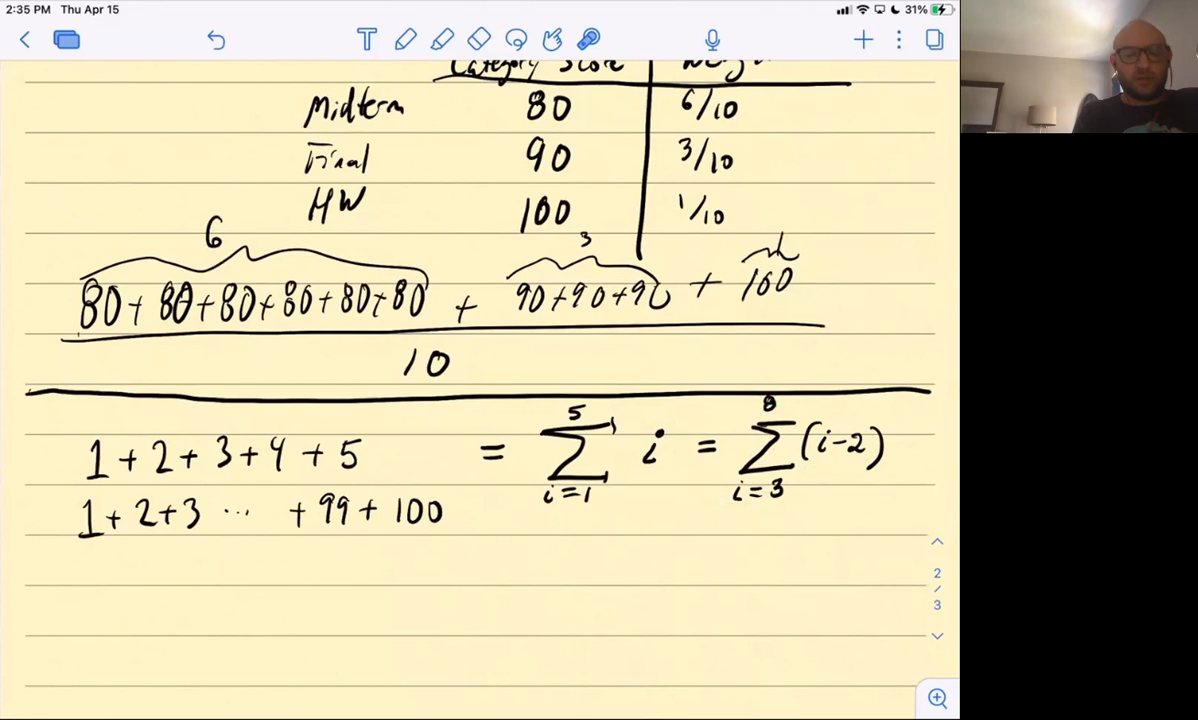 2:35 PM Thu Apr 15 31%
T
Category Score
Midterm 80 6/10
Final 90 3/10
HW 100 1/10
6 3
80+80+80+80+80+80 + 90+90+90 + 100
10
1+2+3+4+5 = 5∑i=1 i = 8∑i=3 (i-2)
1+2+3 ... +99+100
2
/
3